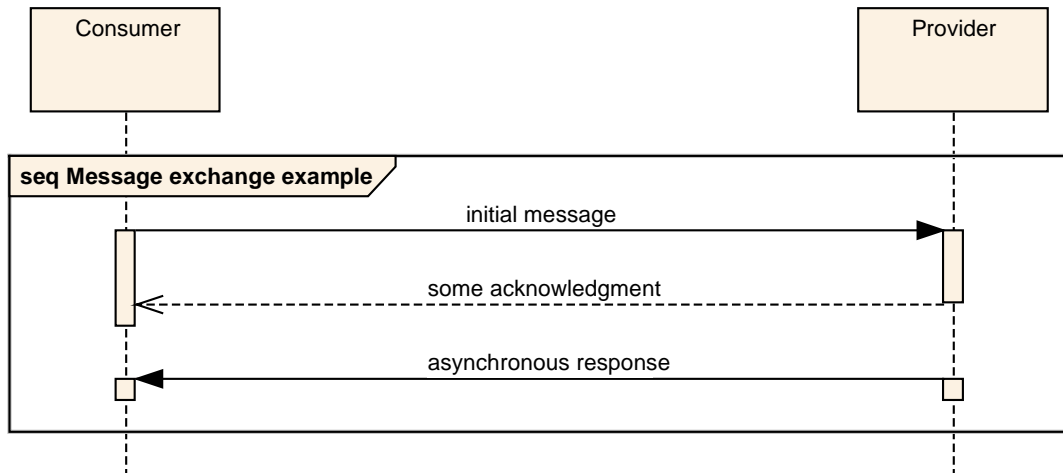 Consumer
Provider
seq Message exchange example
initial message
some acknowledgment
asynchronous response